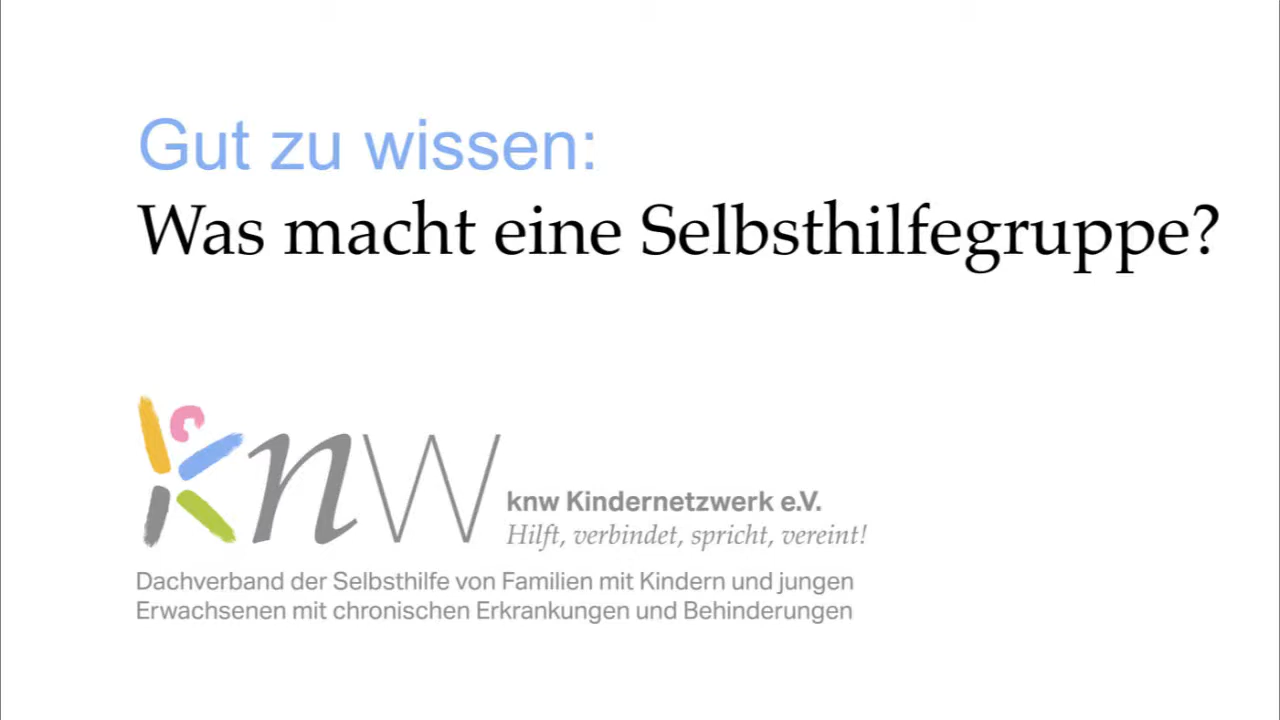 Gut zu wissen:
Was macht eine Selbsthilfegruppe?
knw
knw Kindernetzwerk e.V.
Hilft, verbindet, spricht, vereint!
Dachverband der Selbsthilfe von Familien mit Kindern und jungen
Erwachsenen mit chronischen Erkrankungen und Behinderungen